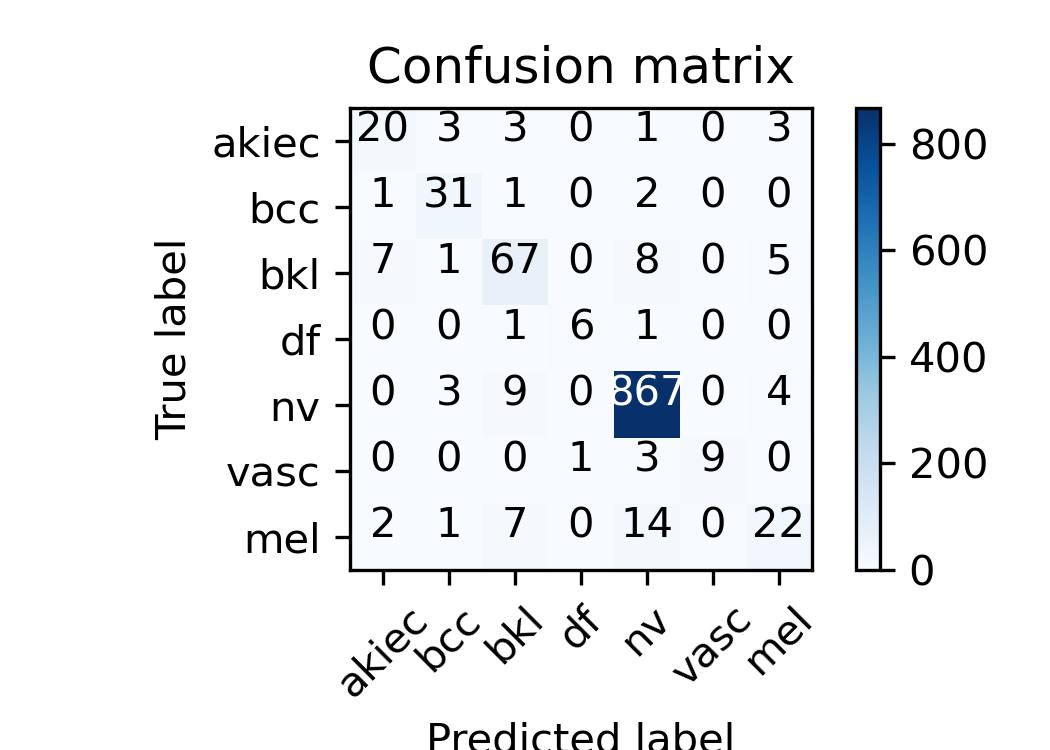 Confusion matrix
akiec 20 3 3 0 1 0 3
bcc 1 31 1 0 2 0 0
bkl 7 1 67 0 8 0 5
df 0 0 1 6 1 0 0
nv 0 3 9 0 867 0 4
vasc 0 0 0 1 3 9 0
mel 2 1 7 0 14 0 22
akiec bcc bkl df nv vasc mel
True label
Predicted label
800
600
400
200
0